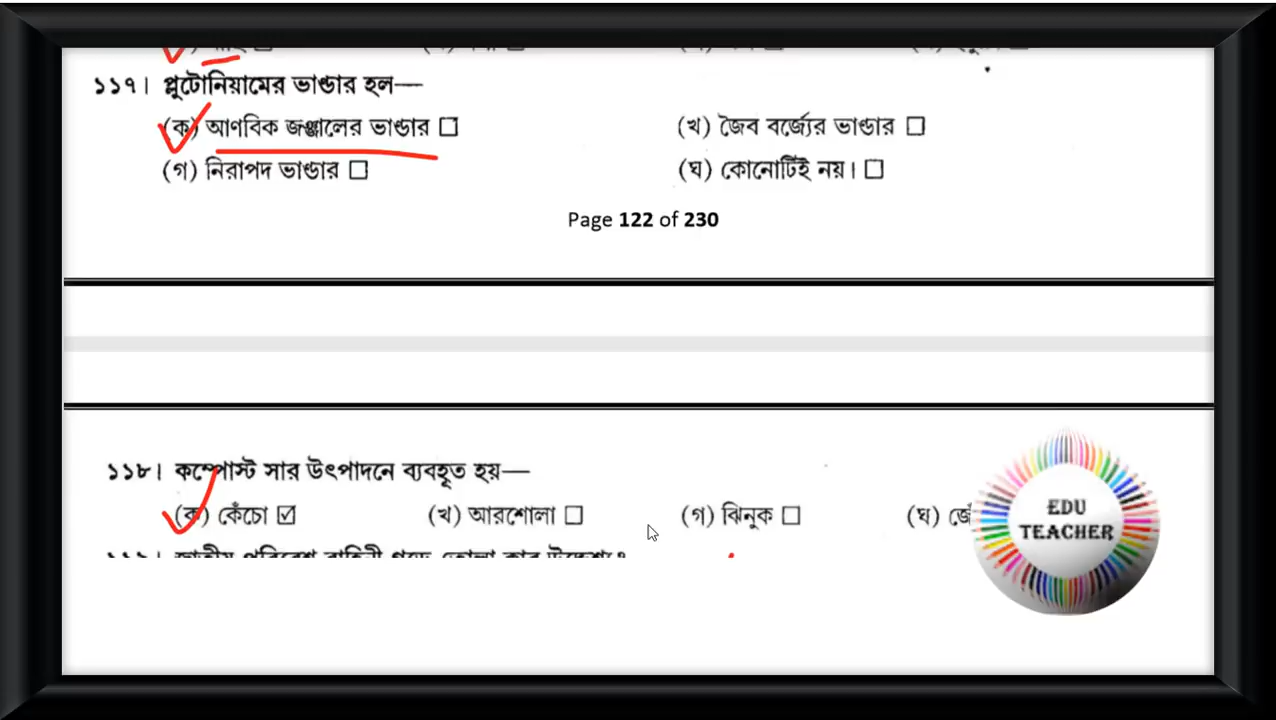 ১১৭। প্লুটোনিয়ামের ভাণ্ডার হল—
(ক) আণবিক জঞ্জালের ভাণ্ডার □ (খ) জৈব বর্জ্যের ভাণ্ডার □
(গ) নিরাপদ ভাণ্ডার □ (ঘ) কোনোটিই নয়। □
Page 122 of 230
১১৮। কম্পোস্ট সার উৎপাদনে ব্যবহৃত হয়—
(ক) কেঁচো ☑ (খ) আরশোলা □ (গ) ঝিনুক □ (ঘ)
EDU
TEACHER